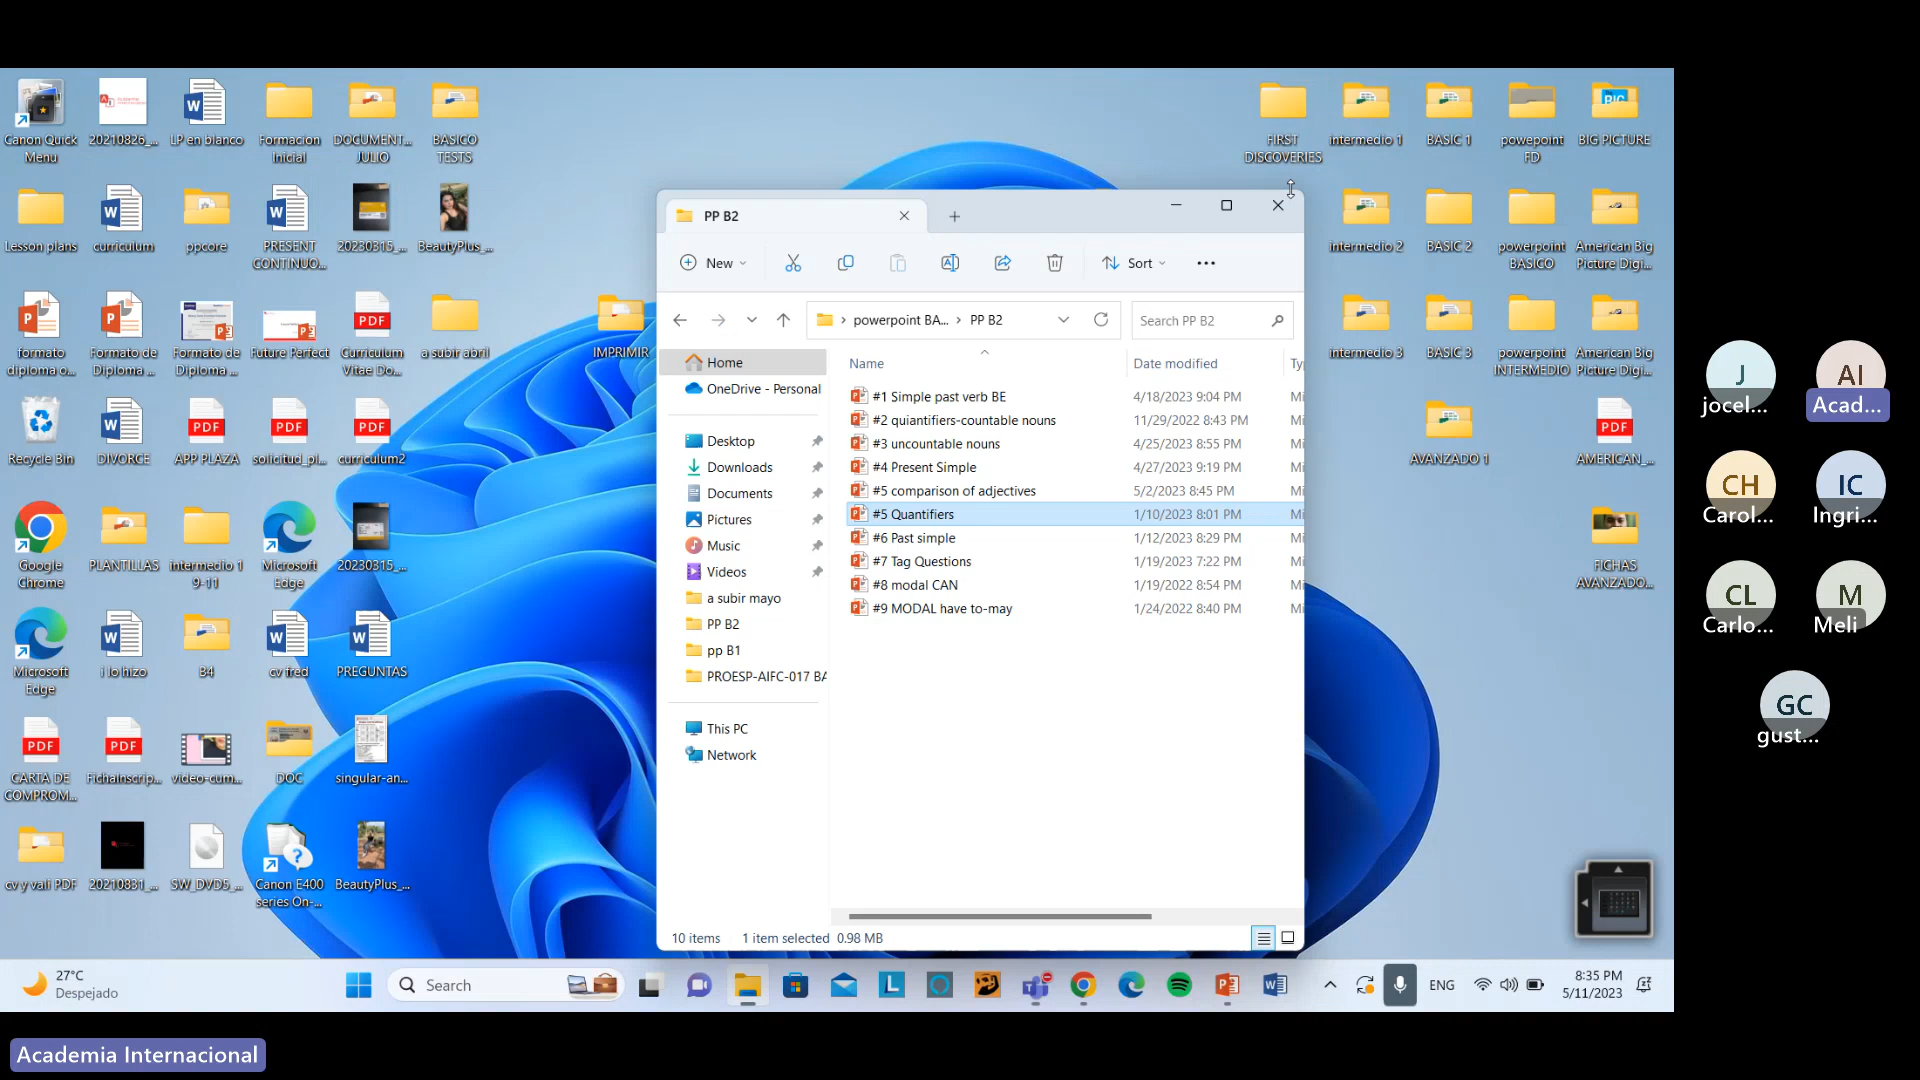 Canon Quick
Menu
20210826_...
LP en blanco
Formacion
Inicial
DOCUMENT...
JULIO
BASICO
TESTS
FIRST
DISCOVERIES
intermedio 1
BASIC 1
powepoint
FD
BIG PICTURE
Lesson plans
curriculum
ppcore
PRESENT
CONTINUO...
20230315_...
BeautyPlus_...
intermedio 2
BASIC 2
powerpoint
BASICO
American Big
Picture Digi...
formato
diploma o...
Formato de
Diploma ...
Formato de
Diploma ...
Future Perfect
Curriculum
Vitae Do...
a subir abril
IMPRIMIR
intermedio 3
BASIC 3
powerpoint
INTERMEDIO
American Big
Picture Digi...
Recycle Bin
DIVORCE
APP PLAZA
solicitud_pl...
curriculum2
AVANZADO 1
AMERICAN_...
Google
Chrome
PLANTILLAS
intermedio 1
9-11
Microsoft
Edge
20230315_...
FICHAS
AVANZADO...
Microsoft
Edge
i lo hizo
B4
cv fred
PREGUNTAS
CARTA DE
COMPROM...
Fichainscrip...
video-cum...
DOC
singular-an...
cv y vali PDF
20210831_...
SW_DVD5_...
Canon E400
series On-...
BeautyPlus_...
PP B2
New
Sort
powerpoint BA...
PP B2
Search PP B2
Home
OneDrive - Personal
Desktop
Downloads
Documents
Pictures
Music
Videos
a subir mayo
PP B2
pp B1
PROESP-AIFC-017 BA
This PC
Network
Name Date modified Ty
#1 Simple past verb BE 4/18/2023 9:04 PM Mi
#2 quiantifiers-countable nouns 11/29/2022 8:43 PM Mi
#3 uncountable nouns 4/25/2023 8:55 PM Mi
#4 Present Simple 4/27/2023 9:19 PM Mi
#5 comparison of adjectives 5/2/2023 8:45 PM Mi
#5 Quantifiers 1/10/2023 8:01 PM Mi
#6 Past simple 1/12/2023 8:29 PM Mi
#7 Tag Questions 1/19/2023 7:22 PM Mi
#8 modal CAN 1/19/2022 8:54 PM Mi
#9 MODAL have to-may 1/24/2022 8:40 PM Mi
10 items 1 item selected 0.98 MB
27°C
Despejado
Search
ENG
8:35 PM
5/11/2023
J
jocel...
AI
Acad...
CH
Carol...
IC
Ingri...
CL
Carlo...
M
Meli
GC
gust...
Academia Internacional